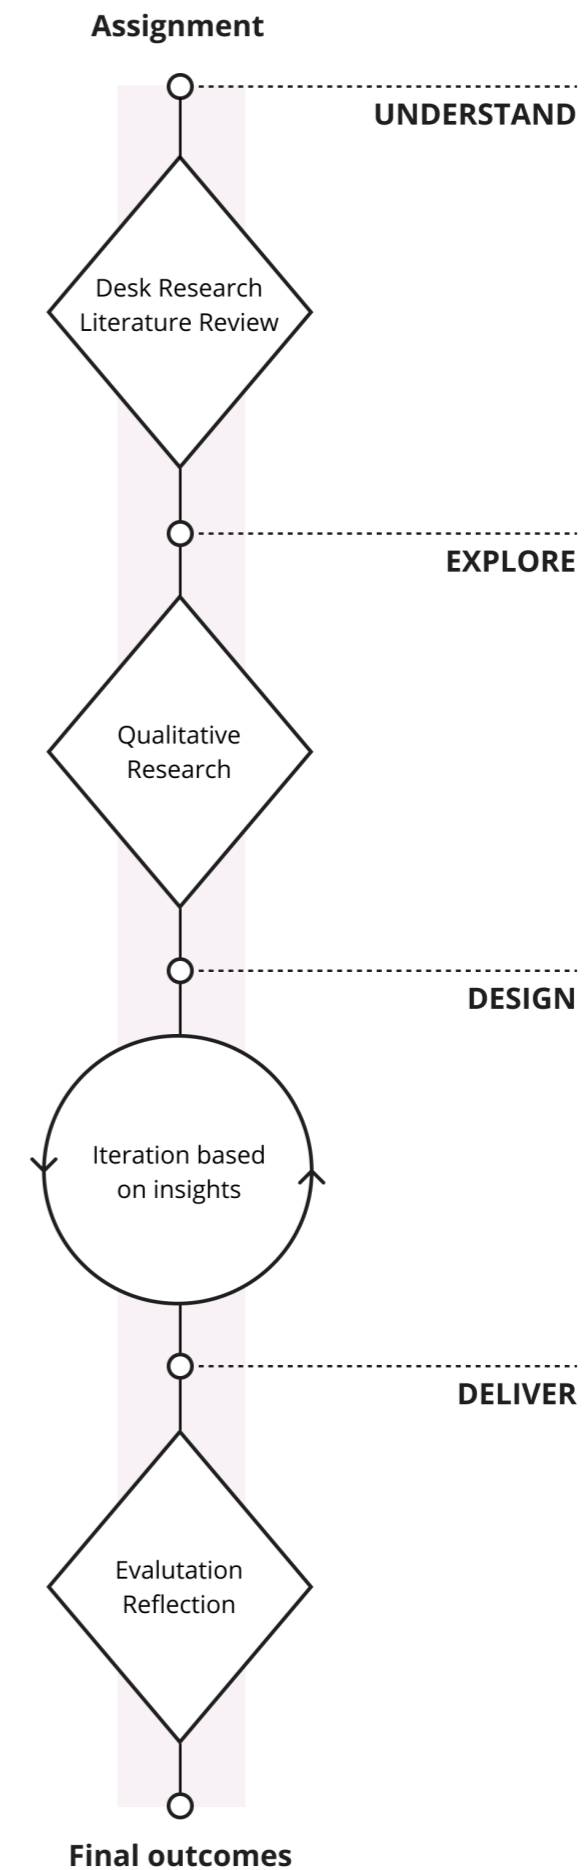 Assignment
UNDERSTAND
Desk Research
Literature Review
EXPLORE
Qualitative
Research
DESIGN
Iteration based
on insights
DELIVER
Evalutation
Reflection
Final outcomes